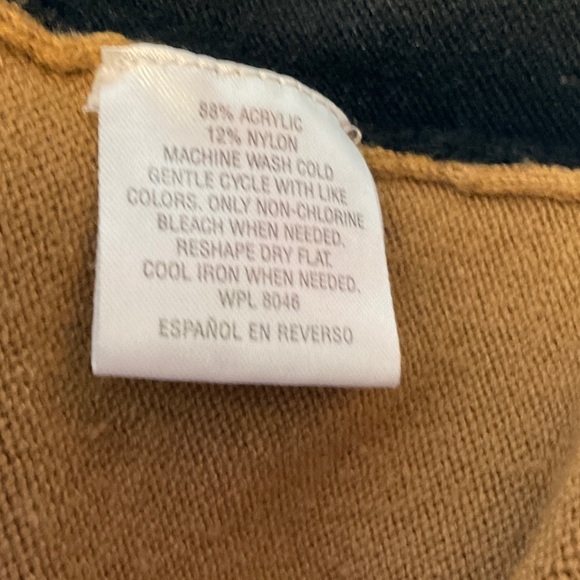 88% ACRYLIC
12% NYLON
MACHINE WASH COLD
GENTLE CYCLE WITH LIKE
COLORS. ONLY NON-CHLORINE
BLEACH WHEN NEEDED.
RESHAPE DRY FLAT.
COOL IRON WHEN NEEDED.
WPL 8046
ESPAÑOL EN REVERSO